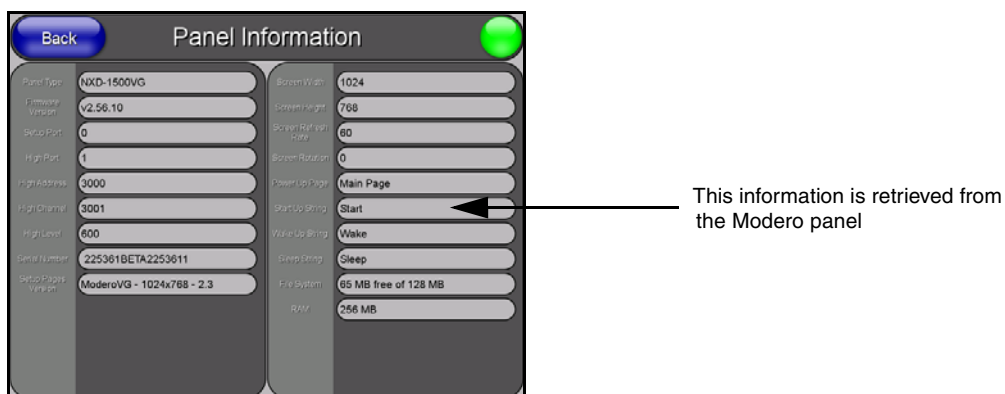 Back
Panel Information
Panel Type
NXD-1500VG
Firmware
Version
v2.56.10
Setup Port
0
High Port
1
High Address
3000
High Channel
3001
High Level
600
Serial Number
225361BETA2253611
Setup Pages
Version
ModeroVG - 1024x768 - 2.3
Screen Width
1024
Screen Height
768
Screen Refresh
Rate
60
Screen Rotation
0
Power Up Page
Main Page
Start Up String
Start
Wake Up String
Wake
Sleep String
Sleep
File System
65 MB free of 128 MB
RAM
256 MB
This information is retrieved from
the Modero panel